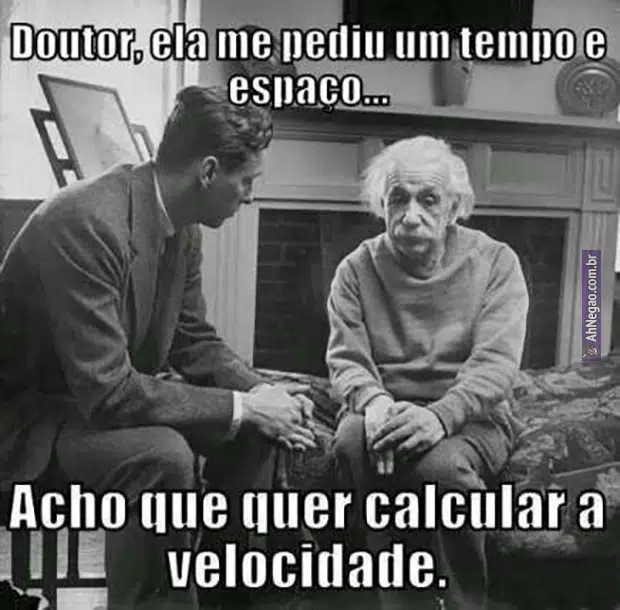 Doutor, ela me pediu um tempo e
espaço...
AhNegao.com.br
Acho que quer calcular a
velocidade.